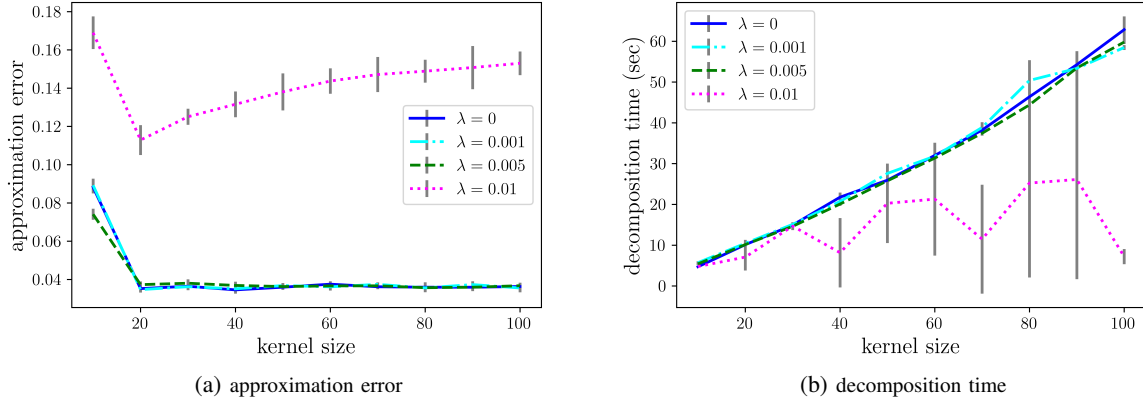 0.18
0.16
0.14
0.12
0.10
0.08
0.06
0.04
20
40
60
80
100
approximation error
kernel size
λ = 0
λ = 0.001
λ = 0.005
λ = 0.01
(a) approximation error
60
50
40
30
20
10
0
20
40
60
80
100
decomposition time (sec)
kernel size
λ = 0
λ = 0.001
λ = 0.005
λ = 0.01
(b) decomposition time